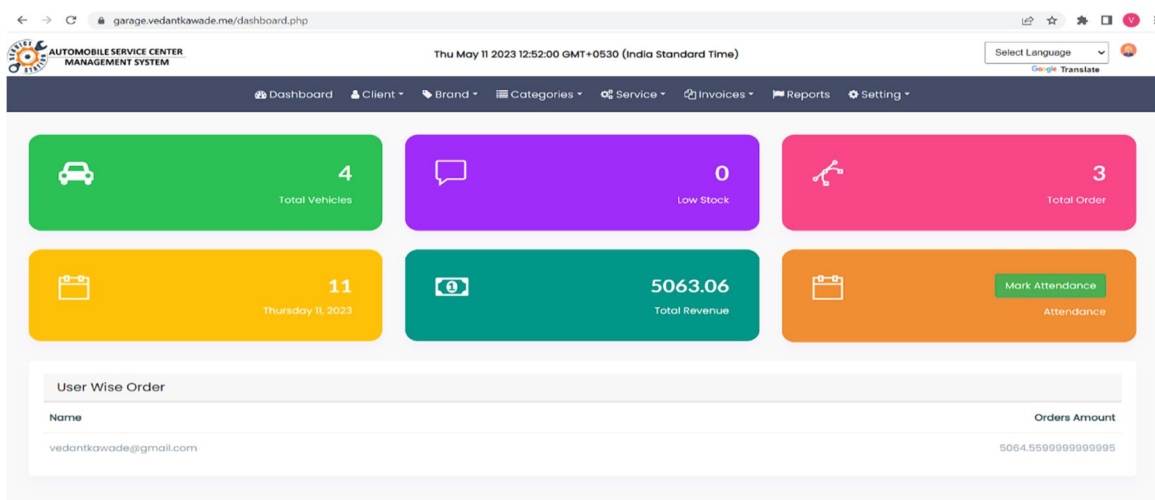 garage.vedantkawade.me/dashboard.php
V
AUTOMOBILE SERVICE CENTER
MANAGEMENT SYSTEM
Thu May 11 2023 12:52:00 GMT+0530 (India Standard Time)
Select Language
Google Translate
Dashboard Client Brand Categories Service Invoices Reports Setting
4
Total Vehicles
0
Low Stock
3
Total Order
11
Thursday 11, 2023
1
5063.06
Total Revenue
Mark Attendance
Attendance
User Wise Order
Name Orders Amount
vedantkawade@gmail.com 5064.5599999999995